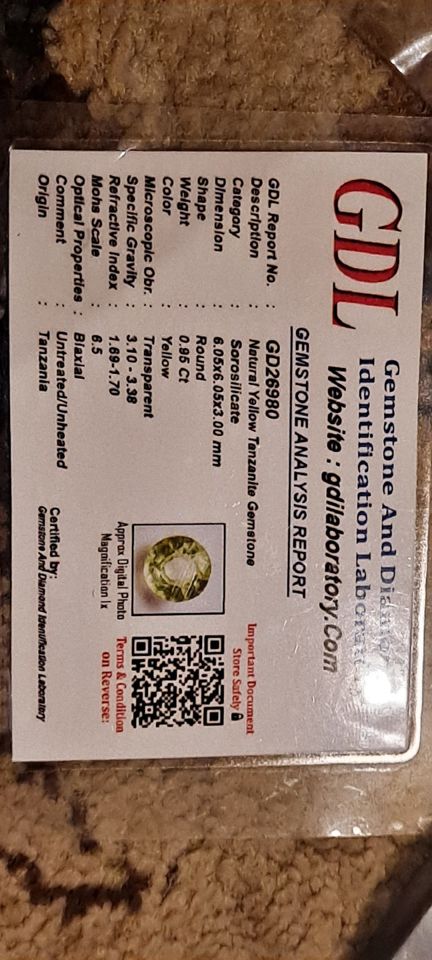 GDL
Gemstone And Diamond
Identification Laboratory
Website : gdilaboratory.Com
GEMSTONE ANALYSIS REPORT
GDL Report No. : GD26980
Description : Natural Yellow Tanzanite Gemstone
Category : Sorosilicate
Dimension : 6.05x6.05x3.00 mm
Shape : Round
Weight : 0.95 Ct
Color : Yellow
Microscopic Obr. : Transparent
Specific Gravity : 3.10 - 3.38
Refractive Index : 1.69-1.70
Mohs Scale : 6.5
Optical Properties : Biaxial
Comment : Untreated/Unheated
Origin : Tanzania
Important Document
Store Safely
Approx Digital Photo
Magnification 1x
Terms & Condition
on Reverse:
Certified by:
Gemstone And Diamond Identification Laboratory